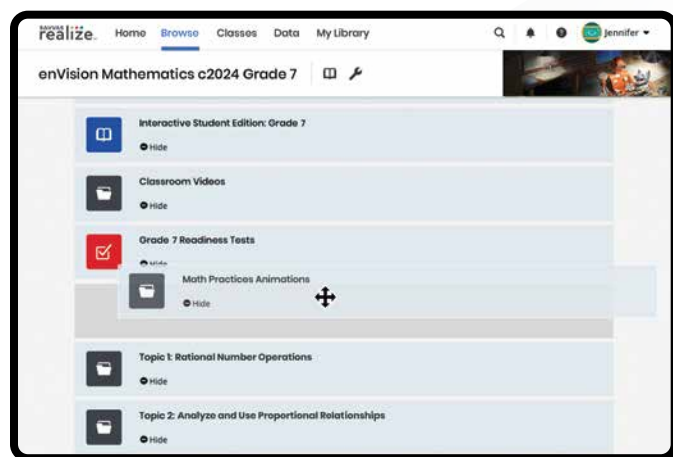 SAVVAS
realize. Home Browse Classes Data My Library Jennifer
enVision Mathematics c2024 Grade 7
Interactive Student Edition: Grade 7
Hide
Classroom Videos
Hide
Grade 7 Readiness Tests
Hide
Math Practices Animations
Hide
Topic 1: Rational Number Operations
Hide
Topic 2: Analyze and Use Proportional Relationships
Hide